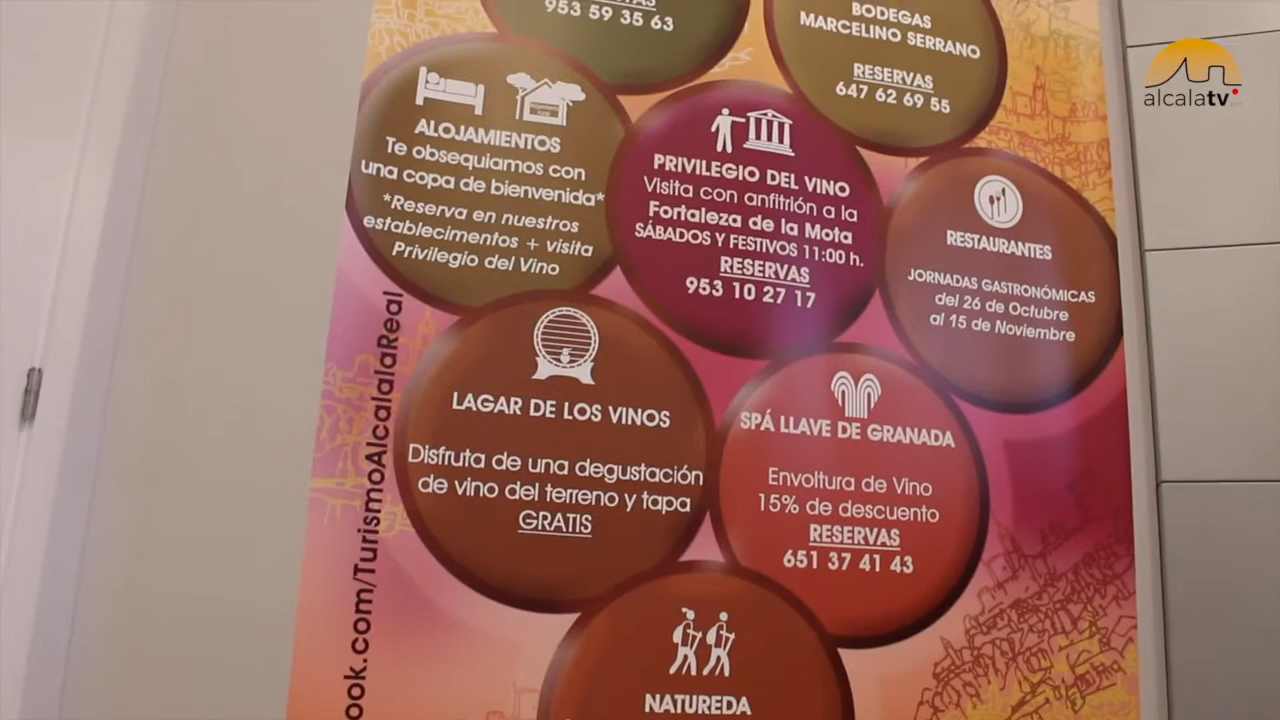 953 59 35 63
BODEGAS
MARCELINO SERRANO
RESERVAS
647 62 69 55
alcalatv
ALOJAMIENTOS
Te obsequiamos con
una copa de bienvenida*
*Reserva en nuestros
establecimientos + visita
Privilegio del Vino
PRIVILEGIO DEL VINO
Visita con anfitrión a la
Fortaleza de la Mota
SÁBADOS Y FESTIVOS 11:00 h.
RESERVAS
953 10 27 17
RESTAURANTES
JORNADAS GASTRONÓMICAS
del 26 de Octubre
al 15 de Noviembre
LAGAR DE LOS VINOS
Disfruta de una degustación
de vino del terreno y tapa
GRATIS
SPÁ LLAVE DE GRANADA
Envoltura de Vino
15% de descuento
RESERVAS
651 37 41 43
NATUREDA
ook.com/TurismoAlcalalaReal